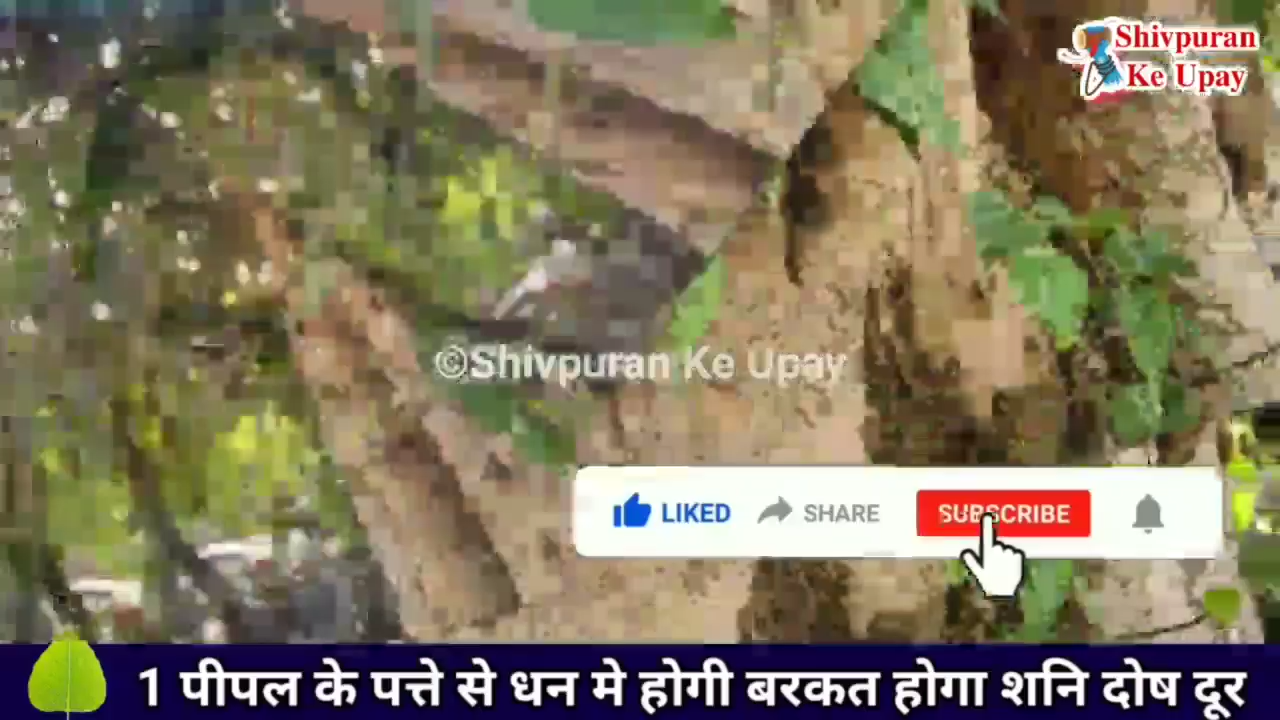 Shivpuran
Ke Upay
©Shivpuran Ke Upay
LIKED SHARE SUBSCRIBE
1 पीपल के पत्ते से धन मे होगी बरकत होगा शनि दोष दूर